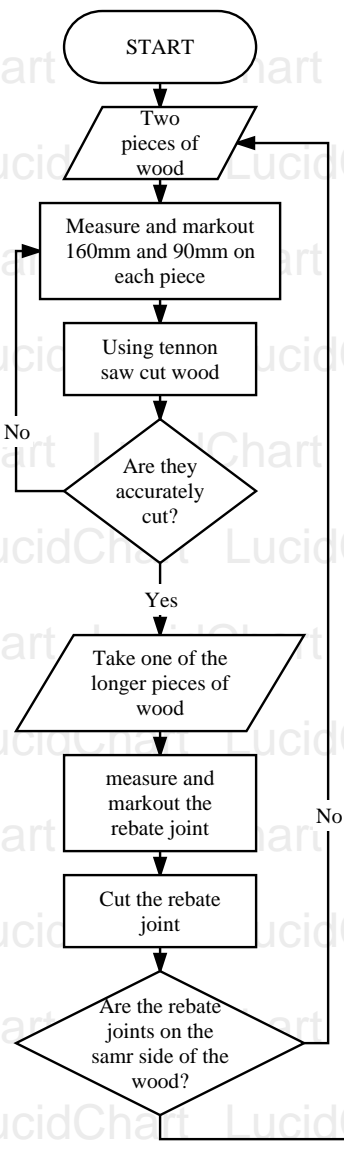 START
Two
pieces of
wood
Measure and markout
160mm and 90mm on
each piece
Using tennon
saw cut wood
No
Are they
accurately
cut?
Yes
Take one of the
longer pieces of
wood
measure and
markout the
rebate joint
No
Cut the rebate
joint
Are the rebate
joints on the
samr side of the
wood?
LucidChart